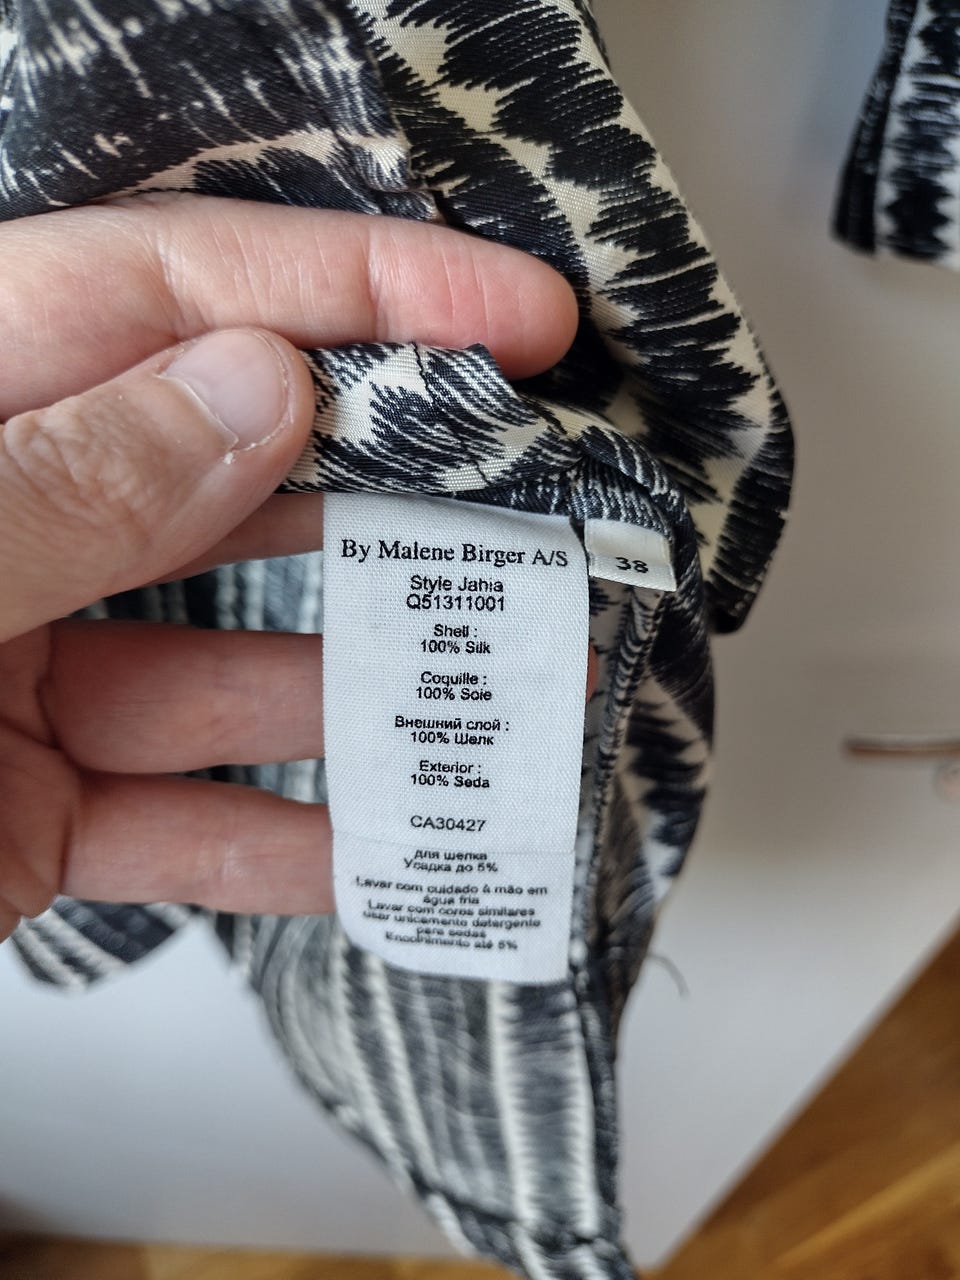 By Malene Birger A/S
38
Style Jahia
Q51311001
Shell :
100% Silk
Coquille :
100% Soie
Внешний слой :
100% Шелк
Exterior :
100% Seda
CA30427
для шелка
Усадка до 5%
Lavar com cuidado à mão em
água fria
Lavar com cores similares
usar unicamente detergente
para sedas
Encolhimento até 5%